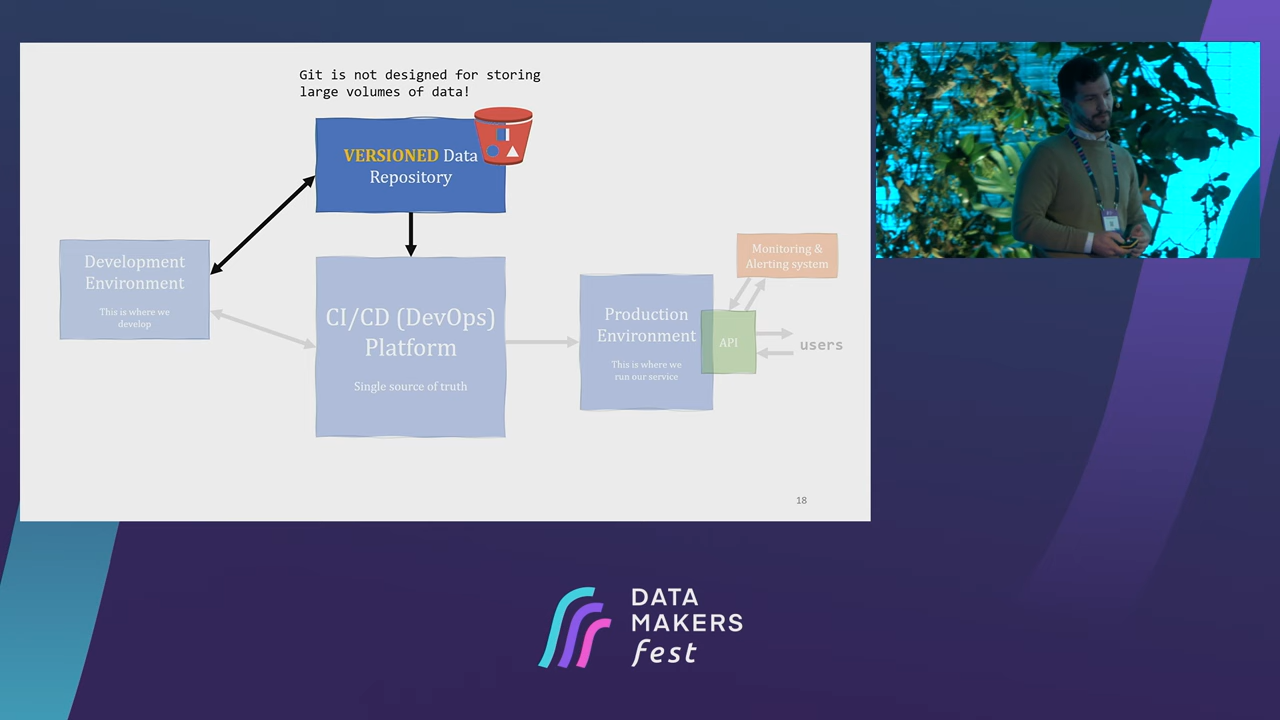 Git is not designed for storing
large volumes of data!
VERSIONED Data
Repository
Development
Environment
This is where we
develop
CI/CD (DevOps)
Platform
Single source of truth
Production
Environment
This is where we
run our service
API
Monitoring &
Alerting system
users
18
DATA
MAKERS
fest